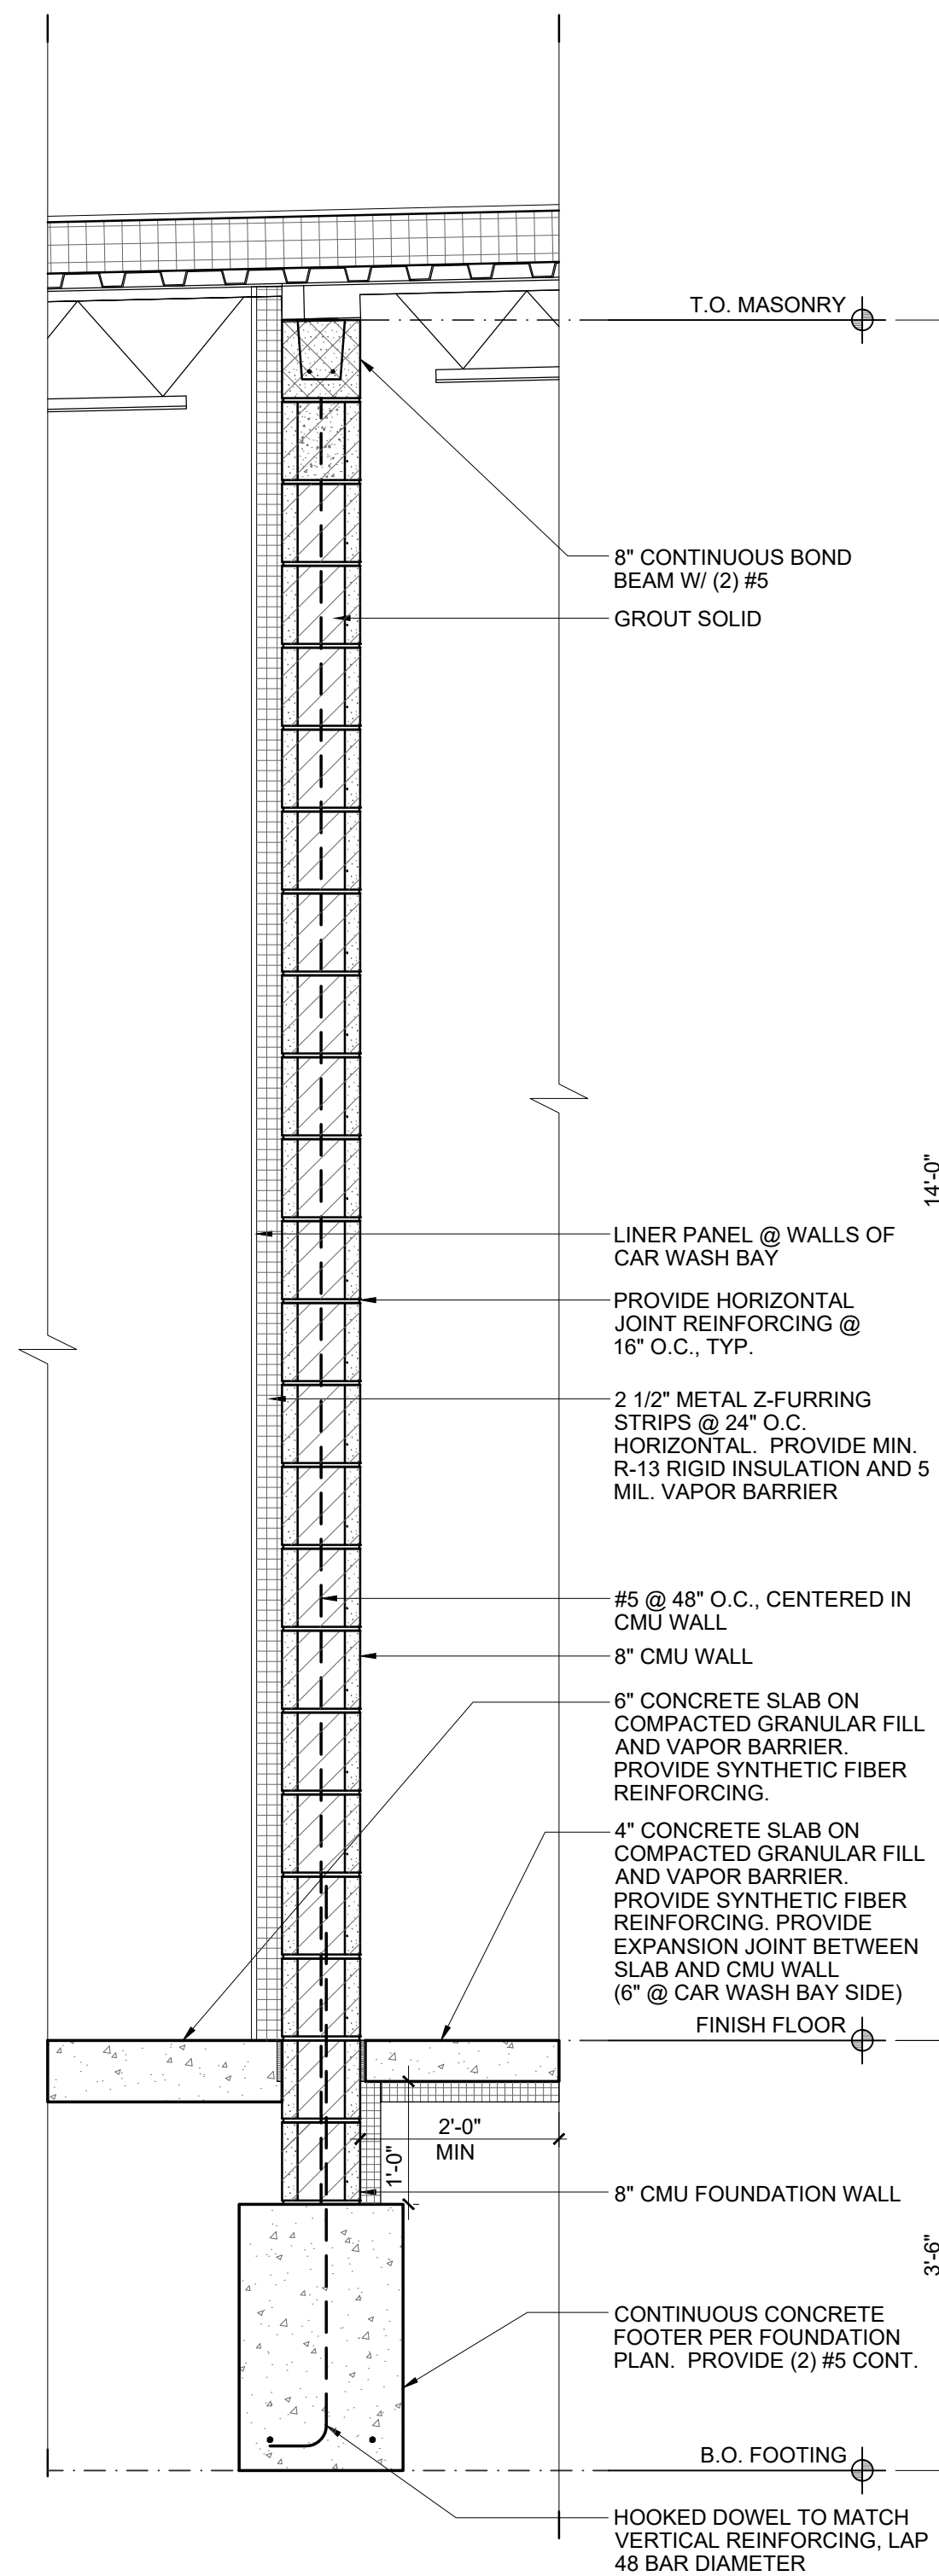 T.O. MASONRY
8" CONTINUOUS BOND
BEAM W/ (2) #5
GROUT SOLID
14'-0"
LINER PANEL @ WALLS OF
CAR WASH BAY
PROVIDE HORIZONTAL
JOINT REINFORCING @
16" O.C., TYP.
2 1/2" METAL Z-FURRING
STRIPS @ 24" O.C.
HORIZONTAL.  PROVIDE MIN.
R-13 RIGID INSULATION AND 5
MIL. VAPOR BARRIER
#5 @ 48" O.C., CENTERED IN
CMU WALL
8" CMU WALL
6" CONCRETE SLAB ON
COMPACTED GRANULAR FILL
AND VAPOR BARRIER.
PROVIDE SYNTHETIC FIBER
REINFORCING.
4" CONCRETE SLAB ON
COMPACTED GRANULAR FILL
AND VAPOR BARRIER.
PROVIDE SYNTHETIC FIBER
REINFORCING. PROVIDE
EXPANSION JOINT BETWEEN
SLAB AND CMU WALL
(6" @ CAR WASH BAY SIDE)
FINISH FLOOR
2'-0"
MIN
1'-0"
8" CMU FOUNDATION WALL
3'-6"
CONTINUOUS CONCRETE
FOOTER PER FOUNDATION
PLAN.  PROVIDE (2) #5 CONT.
B.O. FOOTING
HOOKED DOWEL TO MATCH
VERTICAL REINFORCING, LAP
48 BAR DIAMETER